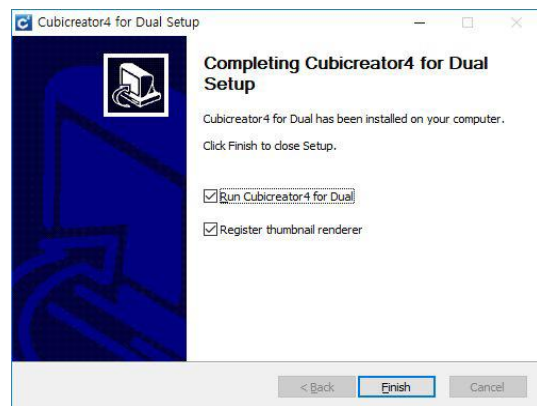 Cubicreator4 for Dual Setup
Completing Cubicreator4 for Dual
Setup
Cubicreator4 for Dual has been installed on your computer.
Click Finish to close Setup.
Run Cubicreator4 for Dual
Register thumbnail renderer
< Back Finish Cancel